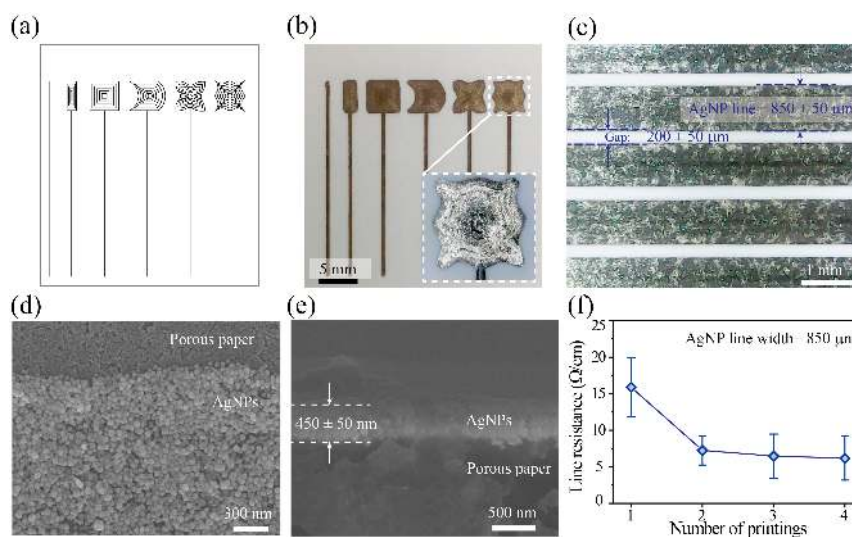 (a)
(b)
5 mm
(c)
AgNP line 850 ± 50 μm
Gap: 200 ± 50 μm
1 mm
(d)
Porous paper
AgNPs
300 nm
(e)
450 ± 50 nm
AgNPs
Porous paper
500 nm
(f)
AgNP line width 850 μm
Line resistance (Ω/cm)
25
20
15
10
5
0
1 2 3 4
Number of printings